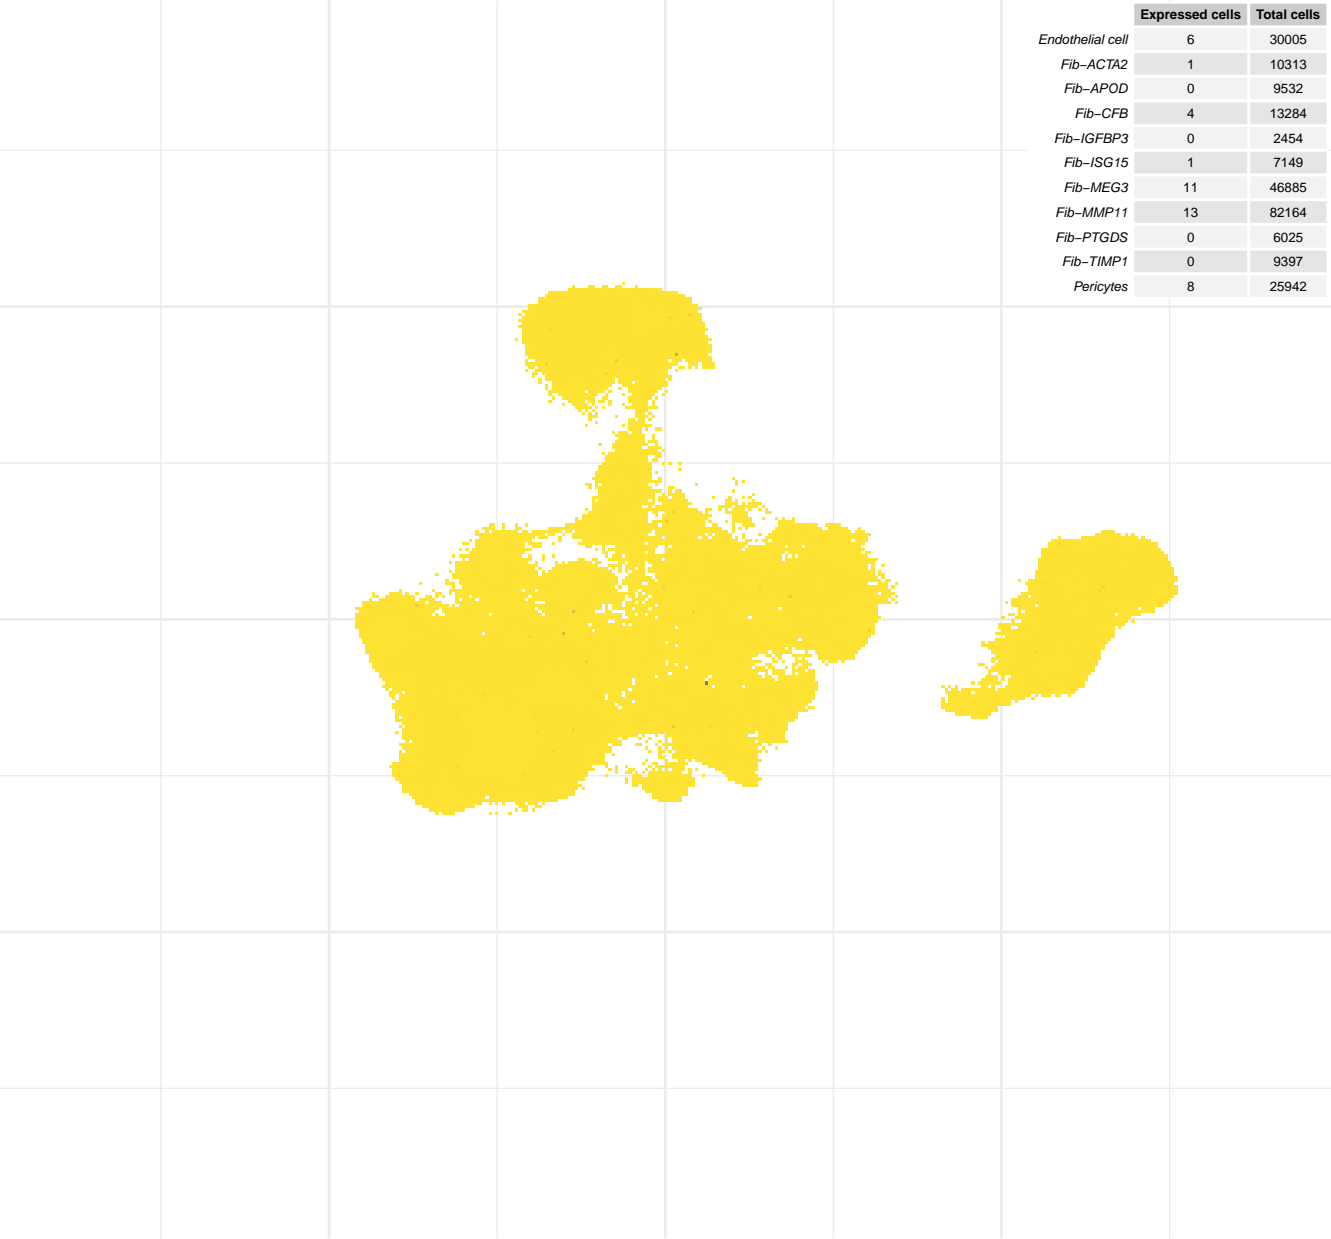 Expressed cells Total cells
Endothelial cell 6 30005
Fib−ACTA2 1 10313
Fib−APOD 0 9532
Fib−CFB 4 13284
Fib−IGFBP3 0 2454
Fib−ISG15 1 7149
Fib−MEG3 11 46885
Fib−MMP11 13 82164
Fib−PTGDS 0 6025
Fib−TIMP1 0 9397
Pericytes 8 25942